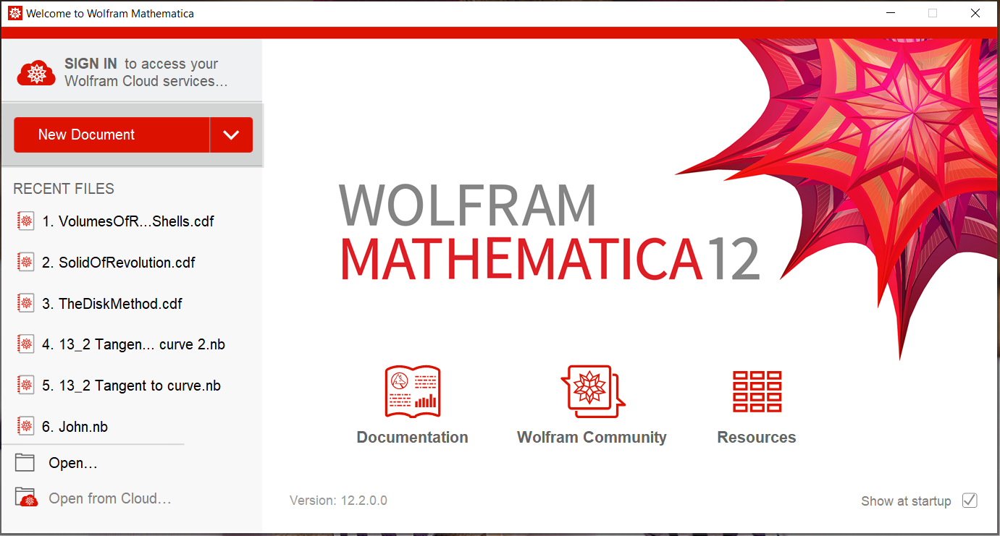 Welcome to Wolfram Mathematica
SIGN IN to access your
Wolfram Cloud services...
New Document
RECENT FILES
1. VolumesOfR...Shells.cdf
2. SolidOfRevolution.cdf
3. TheDiskMethod.cdf
4. 13_2 Tangen... curve 2.nb
5. 13_2 Tangent to curve.nb
6. John.nb
Open...
Open from Cloud...
WOLFRAM
MATHEMATICA 12
Documentation
Wolfram Community
Resources
Version: 12.2.0.0
Show at startup